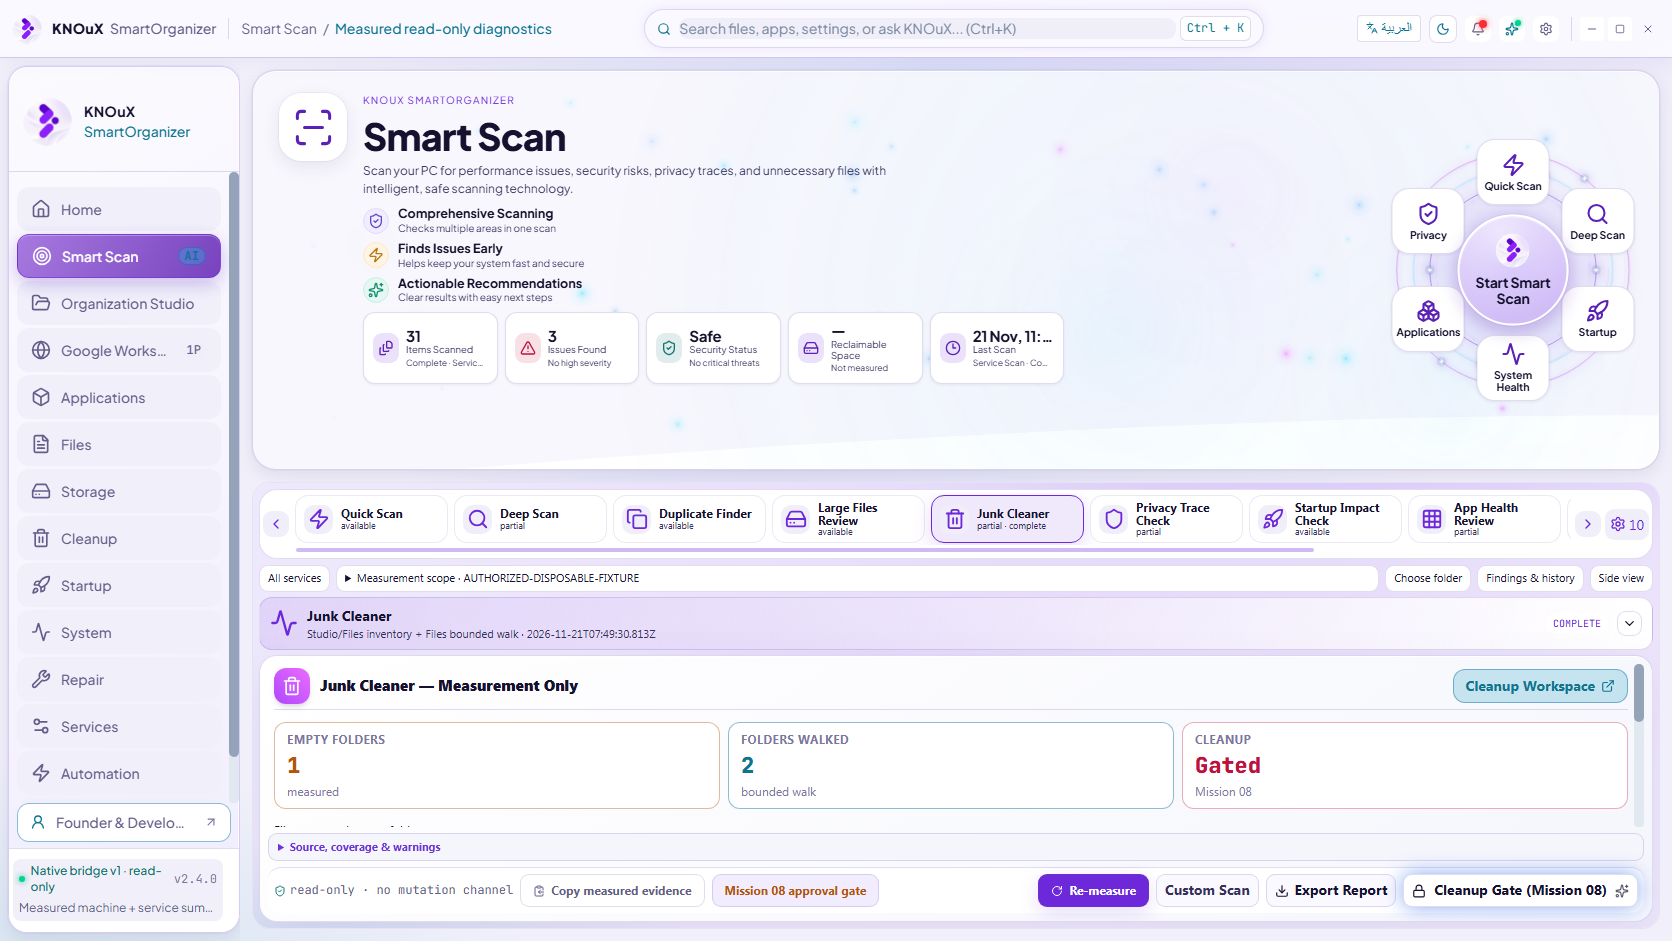 KNOuX SmartOrganizer
Smart Scan / Measured read-only diagnostics
Search files, apps, settings, or ask KNOuX... (Ctrl+K)
Ctrl + K
العربية
KNOuX
SmartOrganizer
Home
Smart Scan AI
Organization Studio
Google Works... 1P
Applications
Files
Storage
Cleanup
Startup
System
Repair
Services
Automation
Founder & Develo...
Native bridge v1 · read-only
v2.4.0
Measured machine + service sum...
KNOUX SMARTORGANIZER
Smart Scan
Scan your PC for performance issues, security risks, privacy traces, and unnecessary files with
intelligent, safe scanning technology.
Comprehensive Scanning
Checks multiple areas in one scan
Finds Issues Early
Helps keep your system fast and secure
Actionable Recommendations
Clear results with easy next steps
31
Items Scanned
Complete · Servic...
3
Issues Found
No high severity
Safe
Security Status
No critical threats
—
Reclaimable
Space
Not measured
21 Nov, 11:...
Last Scan
Service Scan · Co...
Quick Scan
Privacy
Deep Scan
Start Smart
Scan
Applications
Startup
System
Health
Quick Scan
available
Deep Scan
partial
Duplicate Finder
available
Large Files
Review
available
Junk Cleaner
partial · complete
Privacy Trace
Check
partial
Startup Impact
Check
available
App Health
Review
partial
10
All services
Measurement scope · AUTHORIZED-DISPOSABLE-FIXTURE
Choose folder
Findings & history
Side view
Junk Cleaner
Studio/Files inventory + Files bounded walk · 2026-11-21T07:49:30.813Z
COMPLETE
Junk Cleaner — Measurement Only
Cleanup Workspace
EMPTY FOLDERS
1
measured
FOLDERS WALKED
2
bounded walk
CLEANUP
Gated
Mission 08
Source, coverage & warnings
read-only · no mutation channel
Copy measured evidence
Mission 08 approval gate
Re-measure
Custom Scan
Export Report
Cleanup Gate (Mission 08)